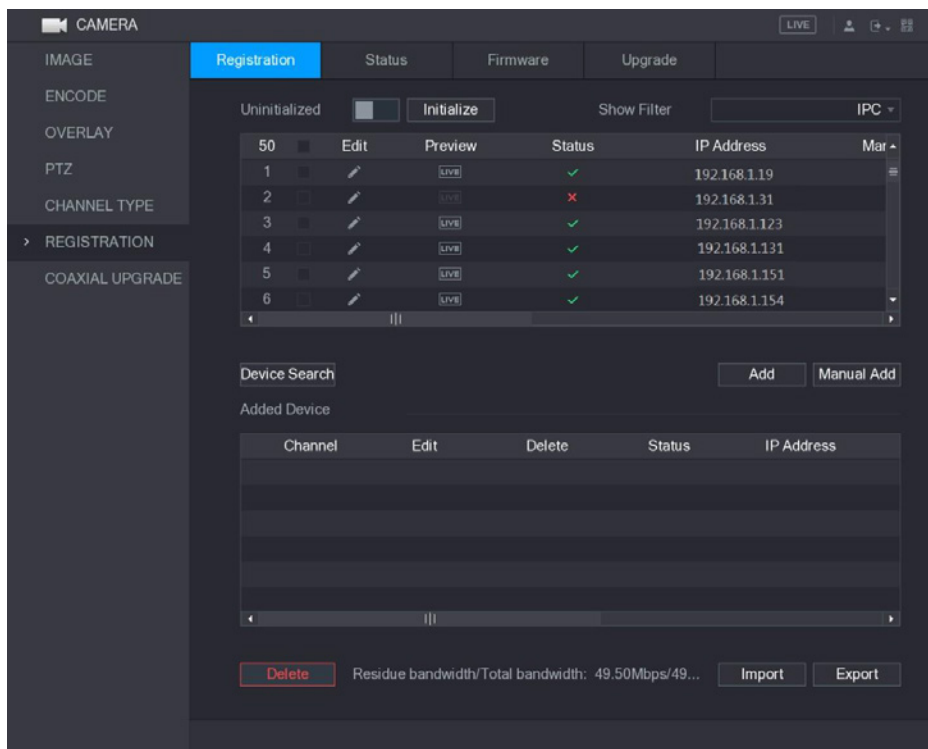 CAMERA LIVE
IMAGE
ENCODE
OVERLAY
PTZ
CHANNEL TYPE
> REGISTRATION
COAXIAL UPGRADE
Registration Status Firmware Upgrade
Uninitialized Initialize Show Filter IPC
50 Edit Preview Status IP Address Mar
1 LIVE 192.168.1.19
2 LIVE 192.168.1.31
3 LIVE 192.168.1.123
4 LIVE 192.168.1.131
5 LIVE 192.168.1.151
6 LIVE 192.168.1.154
Device Search Add Manual Add
Added Device
Channel Edit Delete Status IP Address
Delete Residue bandwidth/Total bandwidth: 49.50Mbps/49... Import Export